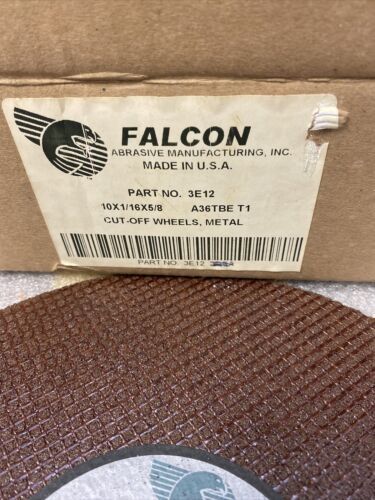 FALCON
ABRASIVE MANUFACTURING, INC.
MADE IN U.S.A.
PART NO. 3E12
10X1/16X5/8 A36TBE T1
CUT-OFF WHEELS, METAL
PART NO. 3E12